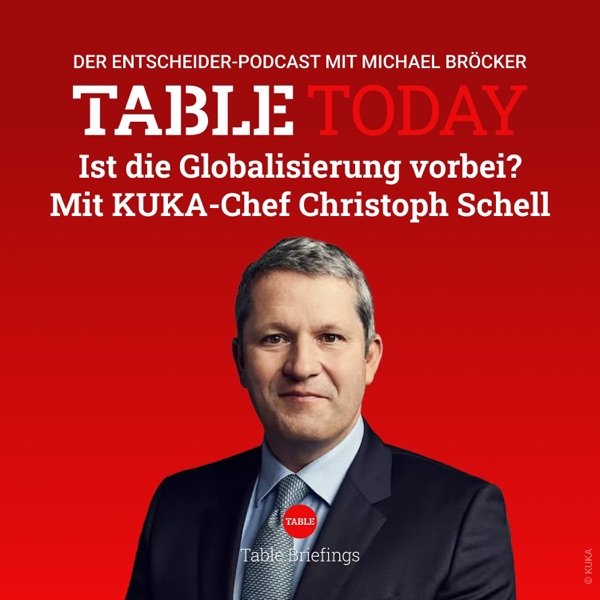 DER ENTSCHEIDER-PODCAST MIT MICHAEL BRÖCKER
TABLE TODAY
Ist die Globalisierung vorbei?
Mit KUKA-Chef Christoph Schell
TABLE
Table.Briefings
© KUKA